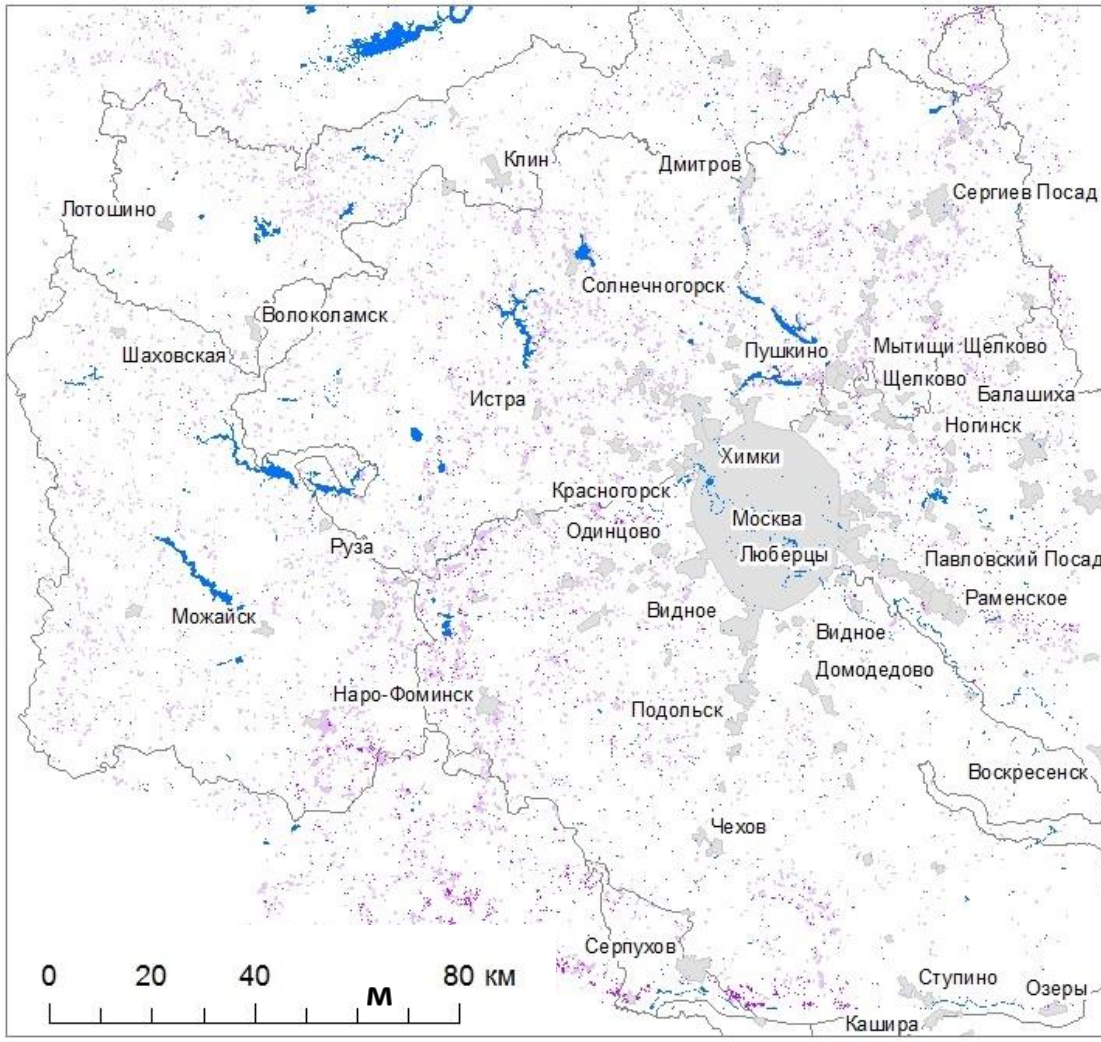 Клин
Дмитров
Сергиев Посад
Лотошино
Солнечногорск
Волоколамск
Шаховская
Пушкино
Мытищи Щелково
Щелково
Балашиха
Истра
Ногинск
Химки
Красногорск
Москва
Одинцово
Руза
Люберцы
Павловский Посад
Раменское
Можайск
Видное
Видное
Домодедово
Наро-Фоминск
Подольск
Воскресенск
Чехов
Серпухов
0 20 40 80 км
м
Ступино
Озеры
Кашира